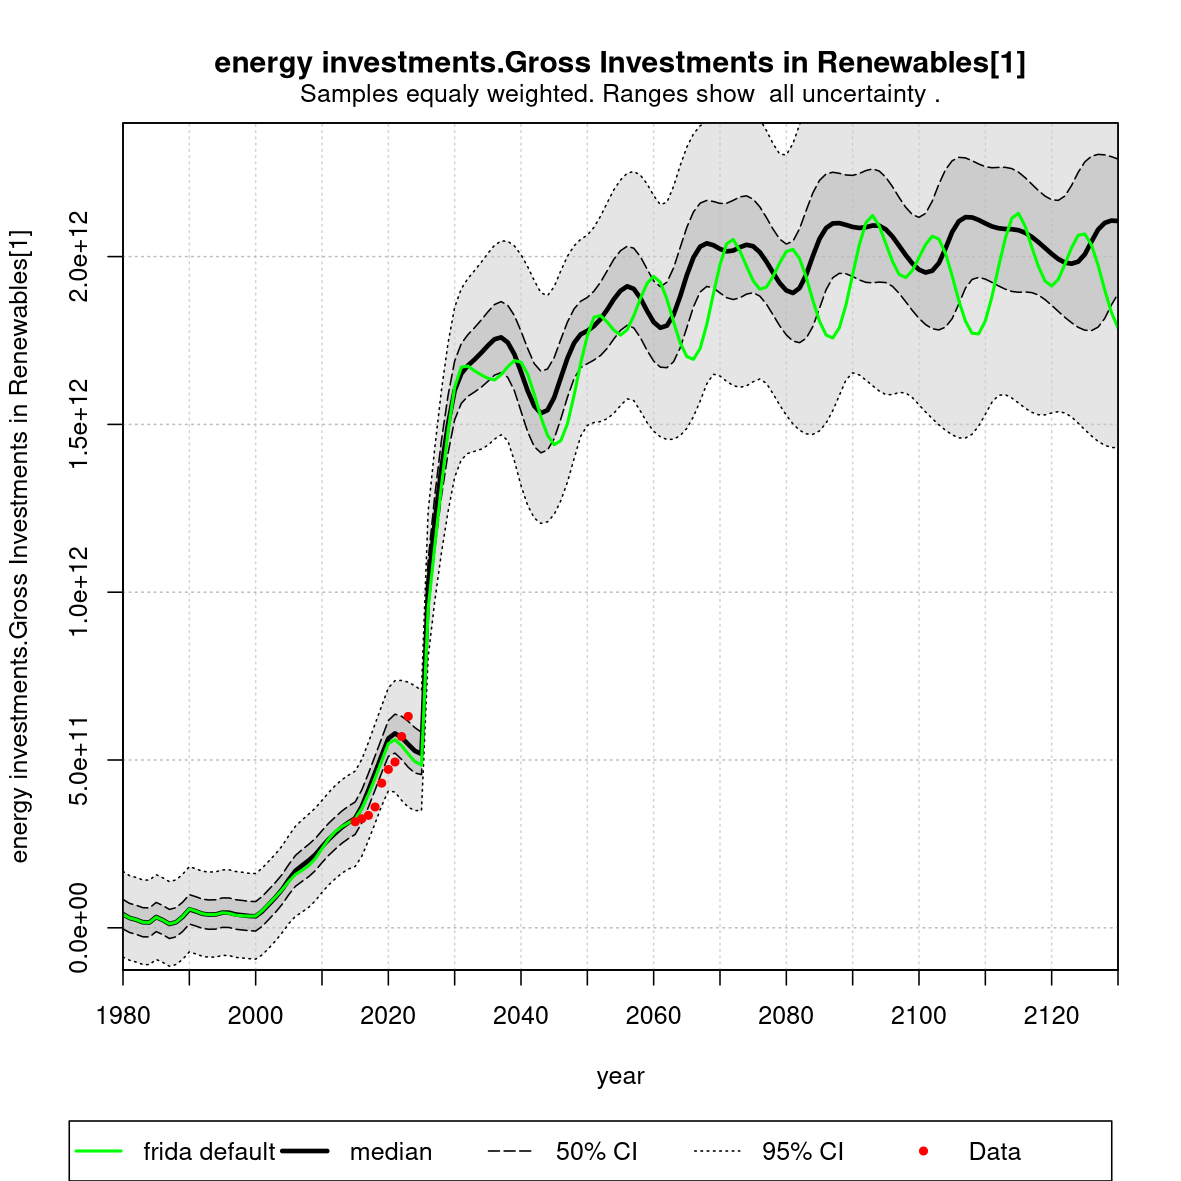 energy investments.Gross Investments in Renewables[1]
Samples equaly weighted. Ranges show  all uncertainty .
energy investments.Gross Investments in Renewables[1]
2.0e+12
1.5e+12
1.0e+12
5.0e+11
0.0e+00
1980 2000 2020 2040 2060 2080 2100 2120
year
frida default median 50% CI 95% CI Data